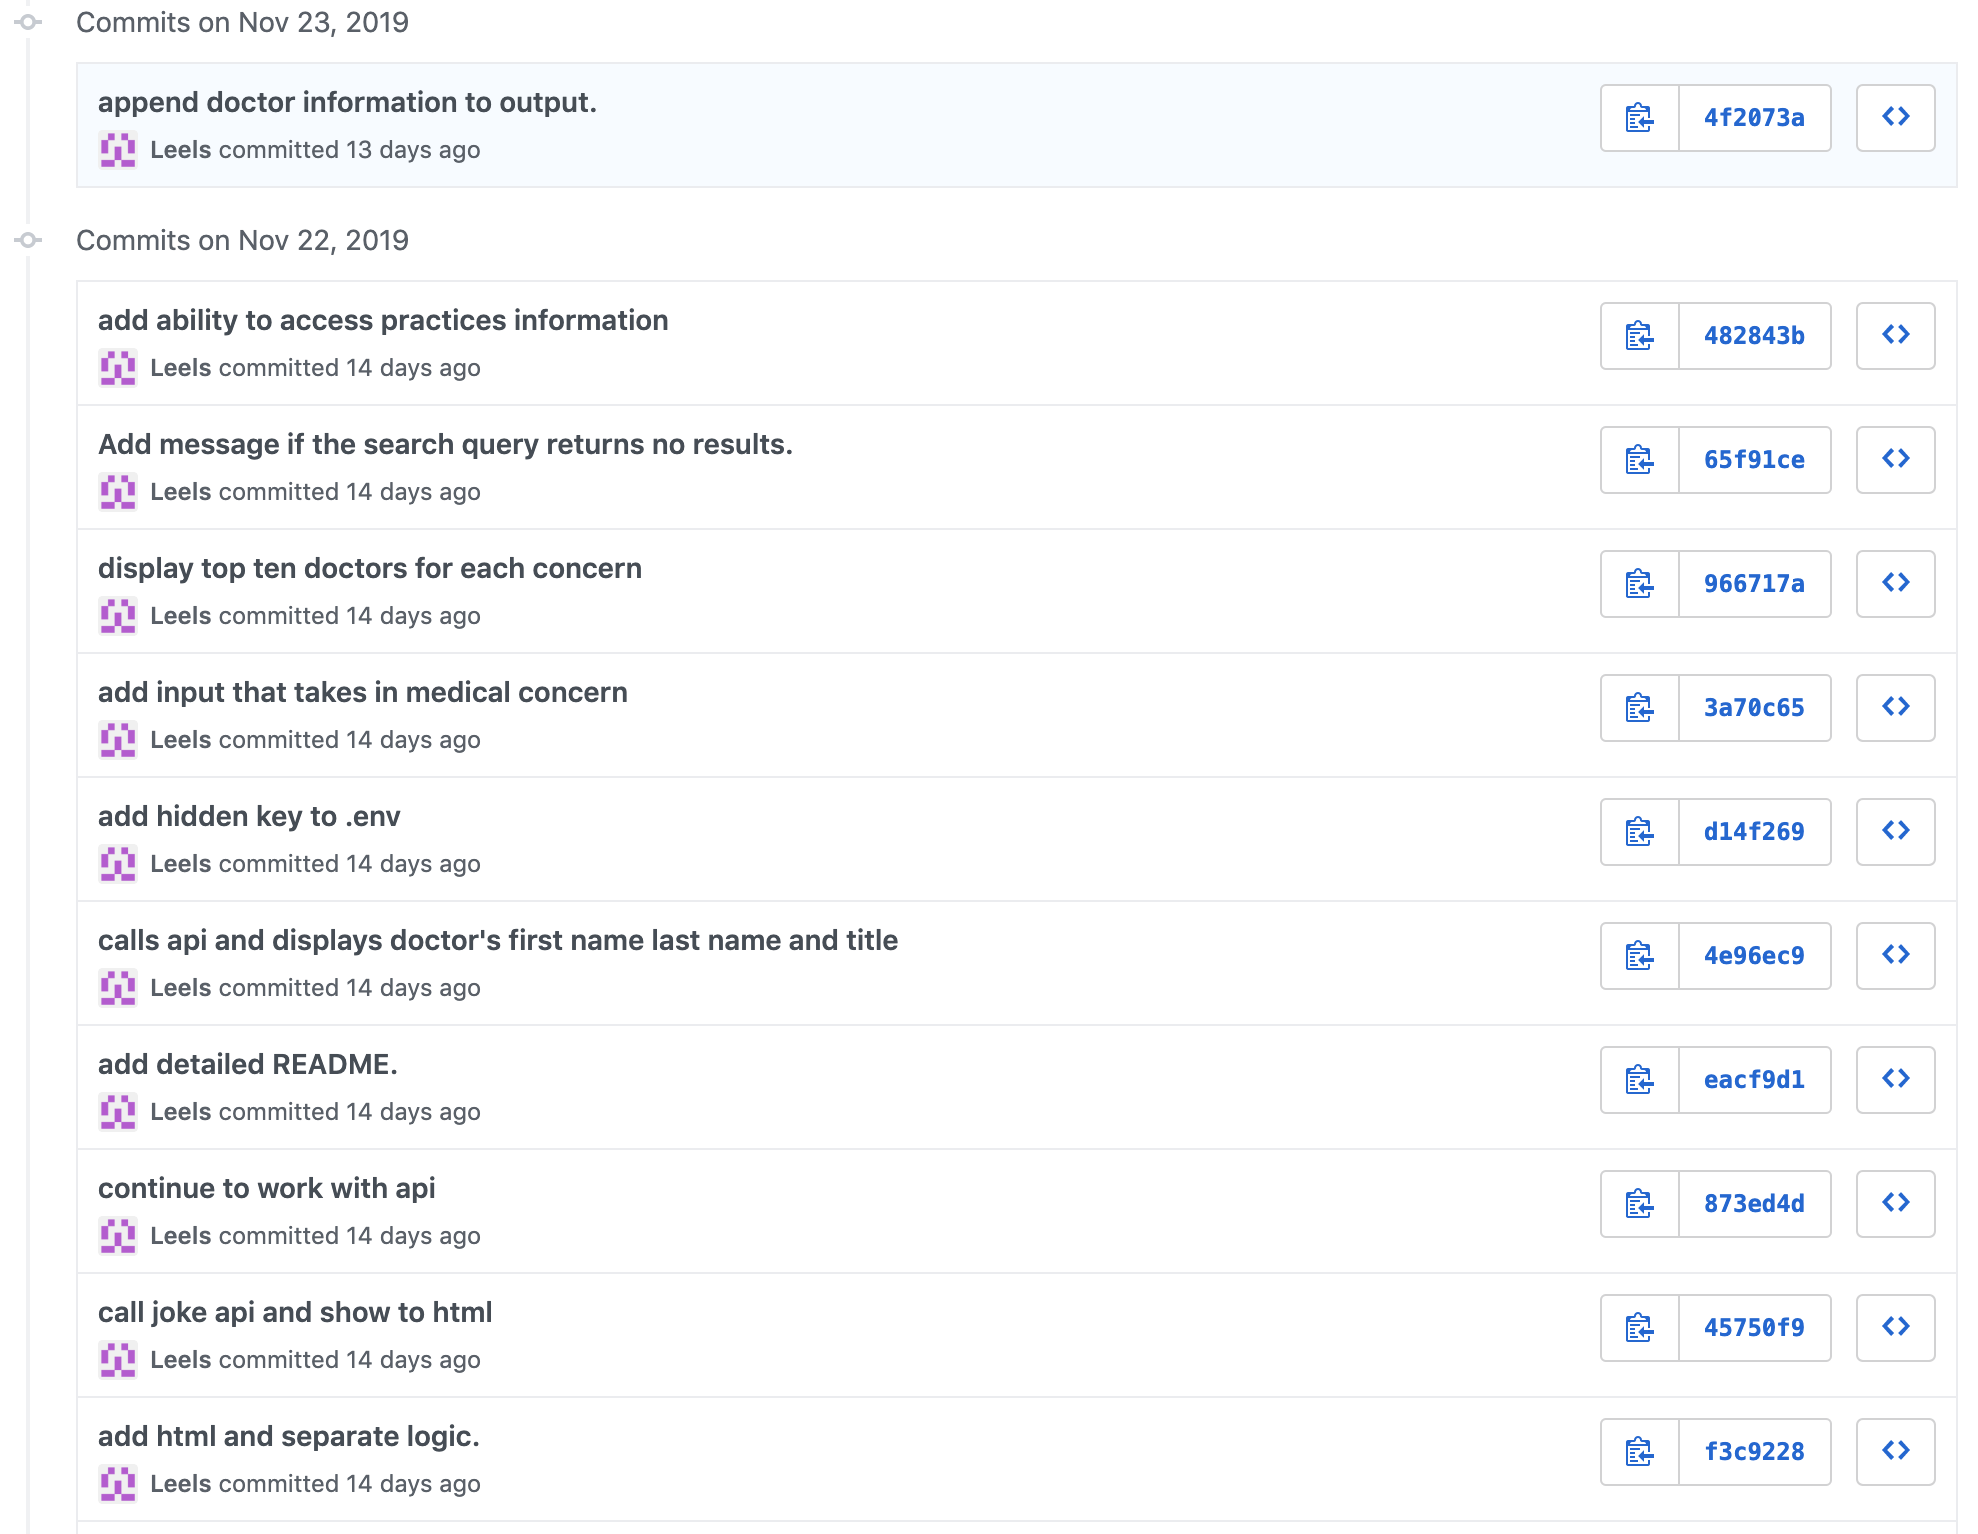 Commits on Nov 23, 2019
append doctor information to output.
4f2073a
Leels committed 13 days ago
Commits on Nov 22, 2019
add ability to access practices information
482843b
Leels committed 14 days ago
Add message if the search query returns no results.
65f91ce
Leels committed 14 days ago
display top ten doctors for each concern
966717a
Leels committed 14 days ago
add input that takes in medical concern
3a70c65
Leels committed 14 days ago
add hidden key to .env
d14f269
Leels committed 14 days ago
calls api and displays doctor's first name last name and title
4e96ec9
Leels committed 14 days ago
add detailed README.
eacf9d1
Leels committed 14 days ago
continue to work with api
873ed4d
Leels committed 14 days ago
call joke api and show to html
45750f9
Leels committed 14 days ago
add html and separate logic.
f3c9228
Leels committed 14 days ago